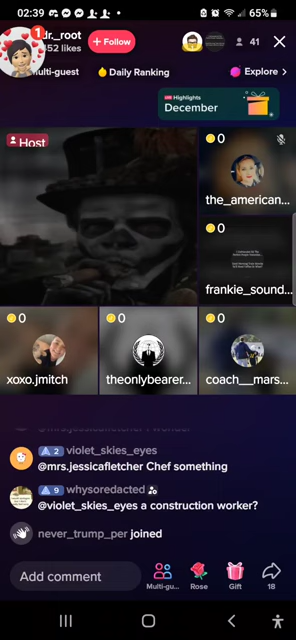 02:39
65%
1
dr._root
452 likes
+ Follow
41
Multi-guest
Daily Ranking
Explore >
LIVE Highlights
December
Host
0
the_american...
0
frankie_sound...
0
xoxo.jmitch
0
theonlybearer...
0
coach__mars...
2 violet_skies_eyes
@mrs.jessicafletcher Chef something
9 whysoredacted
@violet_skies_eyes a construction worker?
never_trump_per joined
Add comment
Multi-gu...
Rose
Gift
18